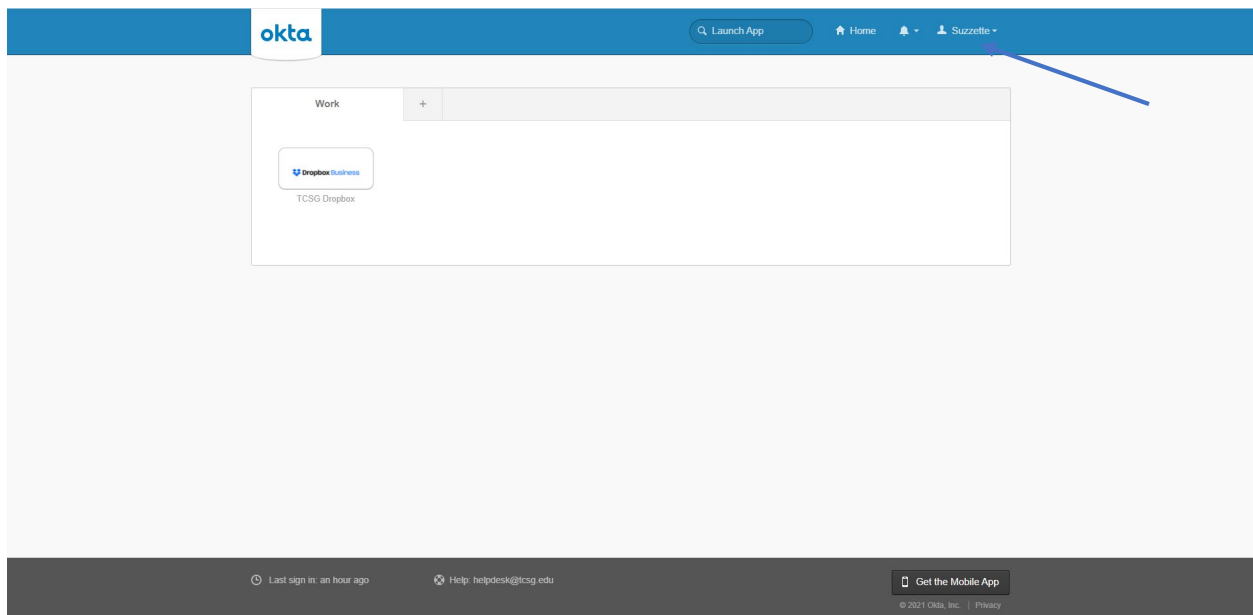 okta
Launch App
Home
Suzzette
Work
+
Dropbox Business
TCSG Dropbox
Last sign in: an hour ago
Help: helpdesk@tcsg.edu
Get the Mobile App
© 2021 Okta, Inc. | Privacy